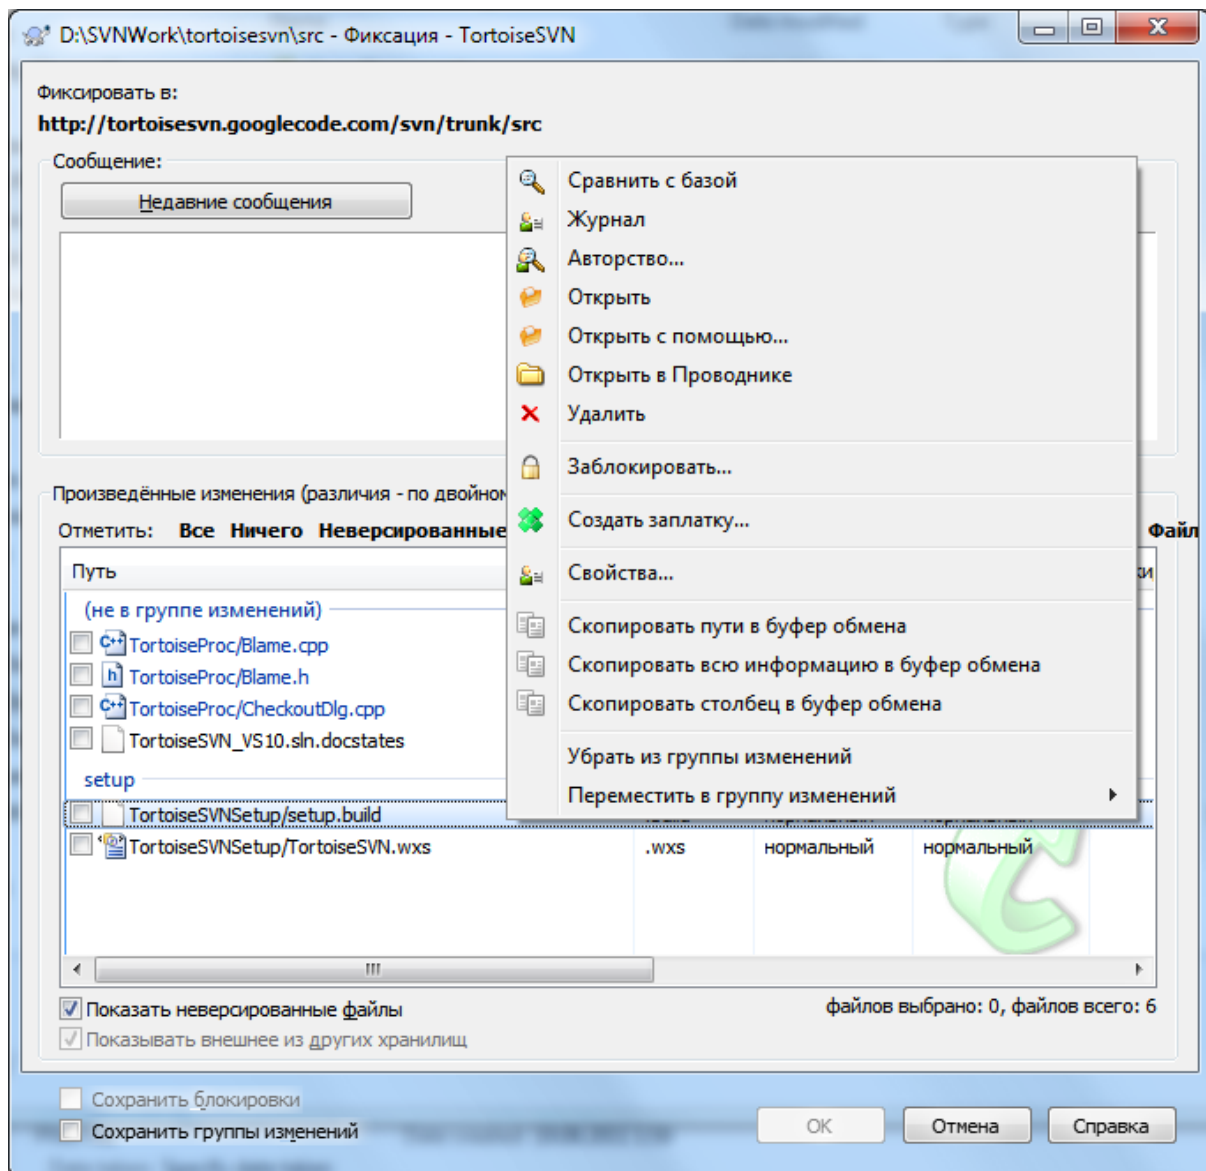 D:\SVNWork\tortoisesvn\src - Фиксация - TortoiseSVN
Фиксировать в:
http://tortoisesvn.googlecode.com/svn/trunk/src
Сообщение:
Недавние сообщения
Сравнить с базой
Журнал
Авторство...
Открыть
Открыть с помощью...
Открыть в Проводнике
Удалить
Заблокировать...
Создать заплатку...
Свойства...
Скопировать пути в буфер обмена
Скопировать всю информацию в буфер обмена
Скопировать столбец в буфер обмена
Убрать из группы изменений
Переместить в группу изменений
Произведённые изменения (различия - по
Отметить: Все Ничего Неверсированные Файл
Путь
(не в группе изменений)
TortoiseProc/Blame.cpp
TortoiseProc/Blame.h
TortoiseProc/CheckoutDlg.cpp
TortoiseSVN_VS10.sln.docstates
setup
TortoiseSVNSetup/setup.build
TortoiseSVNSetup/TortoiseSVN.wxs .wxs нормальный нормальный
Показать неверсированные файлы
файлов выбрано: 0, файлов всего: 6
Показывать внешнее из других хранилищ
Сохранить блокировки
Сохранить группы изменений
OK
Отмена
Справка